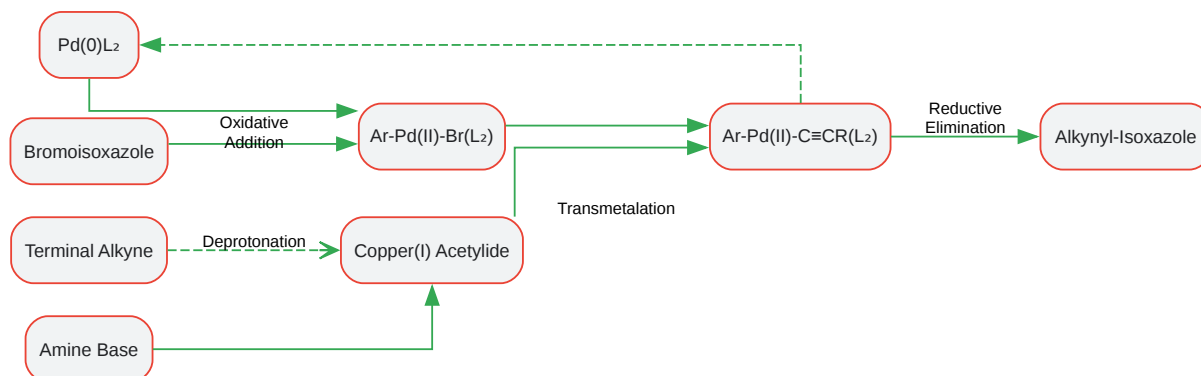 Pd(0)L₂
Oxidative
Addition
Bromoisoxazole
Ar-Pd(II)-Br(L₂)
Ar-Pd(II)-C≡CR(L₂)
Reductive
Elimination
Alkynyl-Isoxazole
Transmetalation
Terminal Alkyne
Deprotonation
Copper(I) Acetylide
Amine Base